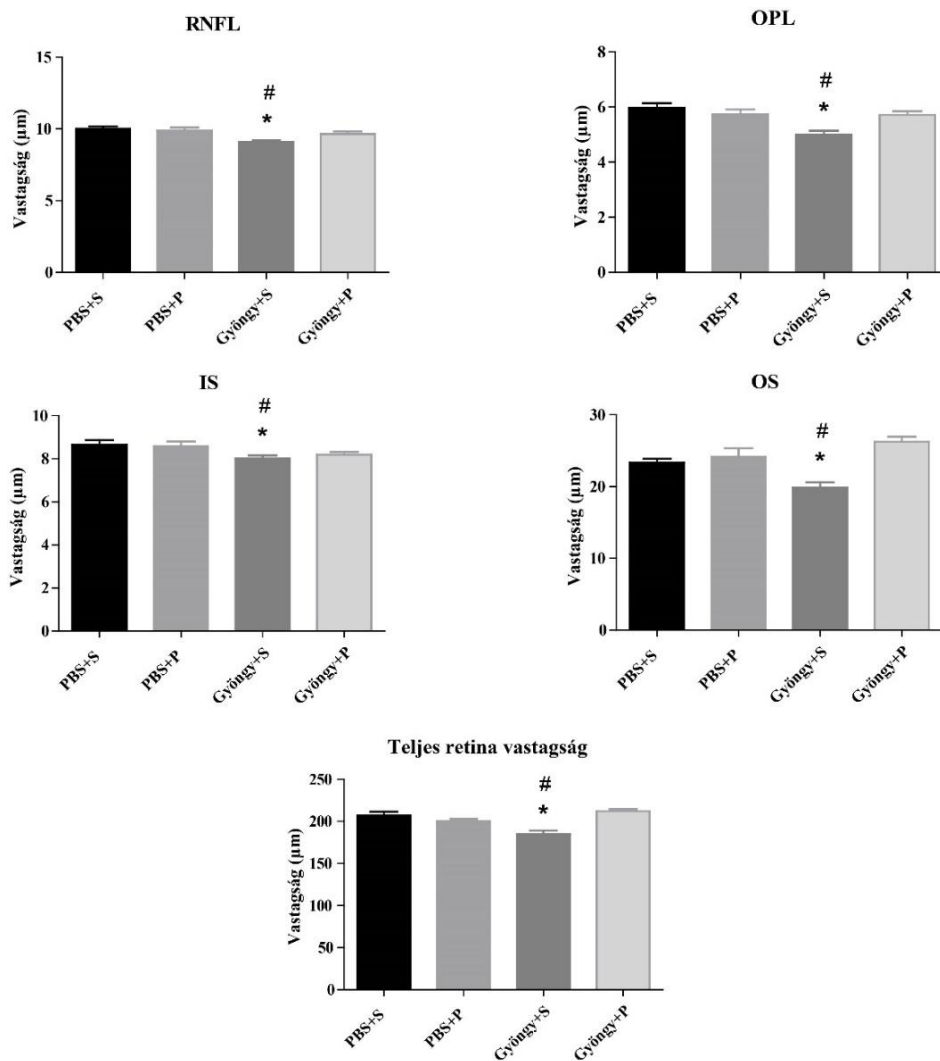 RNFL
Vastagság (µm)
15
10
5
0
#
*
PBS+S
PBS+P
Gyöngy+S
Gyöngy+P
OPL
Vastagság (µm)
8
6
4
2
0
#
*
PBS+S
PBS+P
Gyöngy+S
Gyöngy+P
IS
Vastagság (µm)
10
8
6
4
2
0
#
*
PBS+S
PBS+P
Gyöngy+S
Gyöngy+P
OS
Vastagság (µm)
30
20
10
0
#
*
PBS+S
PBS+P
Gyöngy+S
Gyöngy+P
Teljes retina vastagság
Vastagság (µm)
250
200
150
100
50
0
#
*
PBS+S
PBS+P
Gyöngy+S
Gyöngy+P